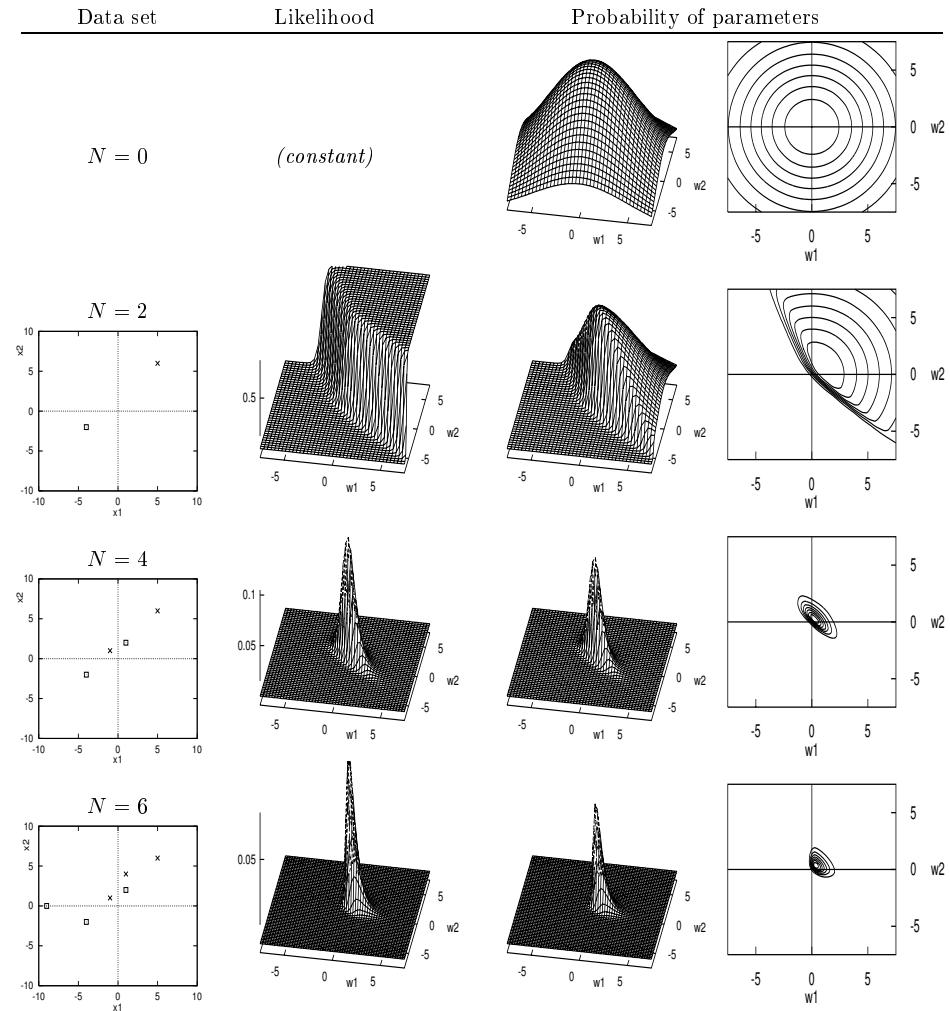 Data set Likelihood Probability of parameters
N = 0 (constant)
-5 0 5 w1 -5 0 5 w2
-5 0 5 w1 5 0 -5 w2
N = 2
10 5 0 -5 -10 x2
-10 -5 0 5 10 x1
0.5 -5 0 w1 5 -5 0 5 w2
-5 0 w1 5 -5 0 5 w2
-5 0 5 w1 5 0 -5 w2
N = 4
10 5 0 -5 -10 x2
-10 -5 0 5 10 x1
0.1 0.05 -5 0 w1 5 -5 0 5 w2
-5 0 w1 5 -5 0 5 w2
-5 0 5 w1 5 0 -5 w2
N = 6
10 5 0 -5 -10 x2
-10 -5 0 5 10 x1
0.05 -5 0 w1 5 -5 0 5 w2
-5 0 w1 5 -5 0 5 w2
-5 0 5 w1 5 0 -5 w2